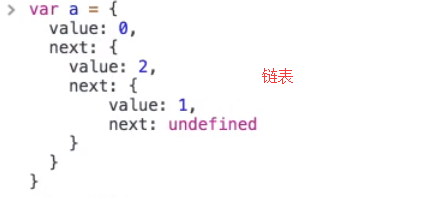 > var a = {
value: 0,
next: {
value: 2,
next: {
value: 1,
next: undefined
}
}
}
链表